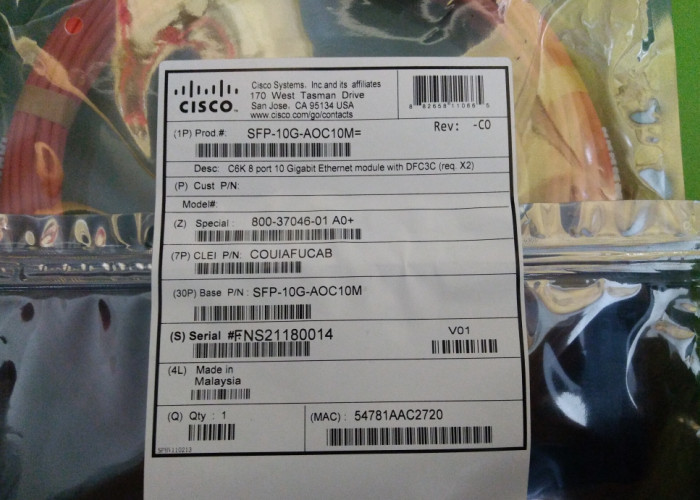 CISCO
Cisco Systems, Inc.and its affiliates
170 West Tasman Drive
San Jose, CA 95134 USA
www.cisco.com/go/contacts
(1P) Prod.#: SFP-10G-AOC10M=
Rev: -C0
Desc: C6K 8 port 10 Gigabit Ethernet module with DFC3C (req. X2)
(P) Cust P/N:
Model#:
(Z) Special : 800-37046-01 A0+
(7P) CLEI P/N: COUIAFUCAB
(30P) Base P/N : SFP-10G-AOC10M
(S) Serial #FNS21180014
V01
(4L) Made in
Malaysia
(Q) Qty : 1
(MAC) : 54781AAC2720